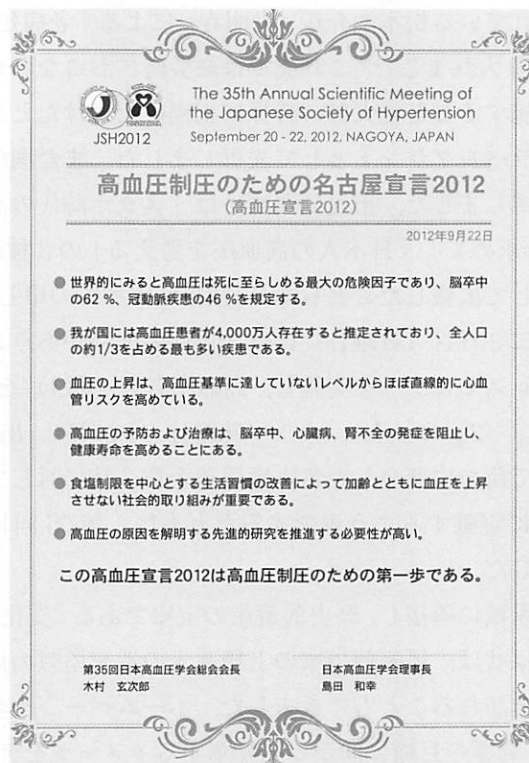 The 35th Annual Scientific Meeting of
the Japanese Society of Hypertension
JSH2012
September 20 - 22, 2012, NAGOYA, JAPAN
高血圧制圧のための名古屋宣言2012
(高血圧宣言2012)
2012年9月22日
● 世界的にみると高血圧は死に至らしめる最大の危険因子であり、脳卒中
の62 %、冠動脈疾患の46 %を規定する。
● 我が国には高血圧患者が4,000万人存在すると推定されており、全人口
の約1/3を占める最も多い疾患である。
● 血圧の上昇は、高血圧基準に達していないレベルからほぼ直線的に心血
管リスクを高めている。
● 高血圧の予防および治療は、脳卒中、心臓病、腎不全の発症を阻止し、
健康寿命を高めることにある。
● 食塩制限を中心とする生活習慣の改善によって加齢とともに血圧を上昇
させない社会的取り組みが重要である。
● 高血圧の原因を解明する先進的研究を推進する必要性が高い。
この高血圧宣言2012は高血圧制圧のための第一歩である。
第35回日本高血圧学会総会会長
木村 玄次郎
日本高血圧学会理事長
島田 和幸